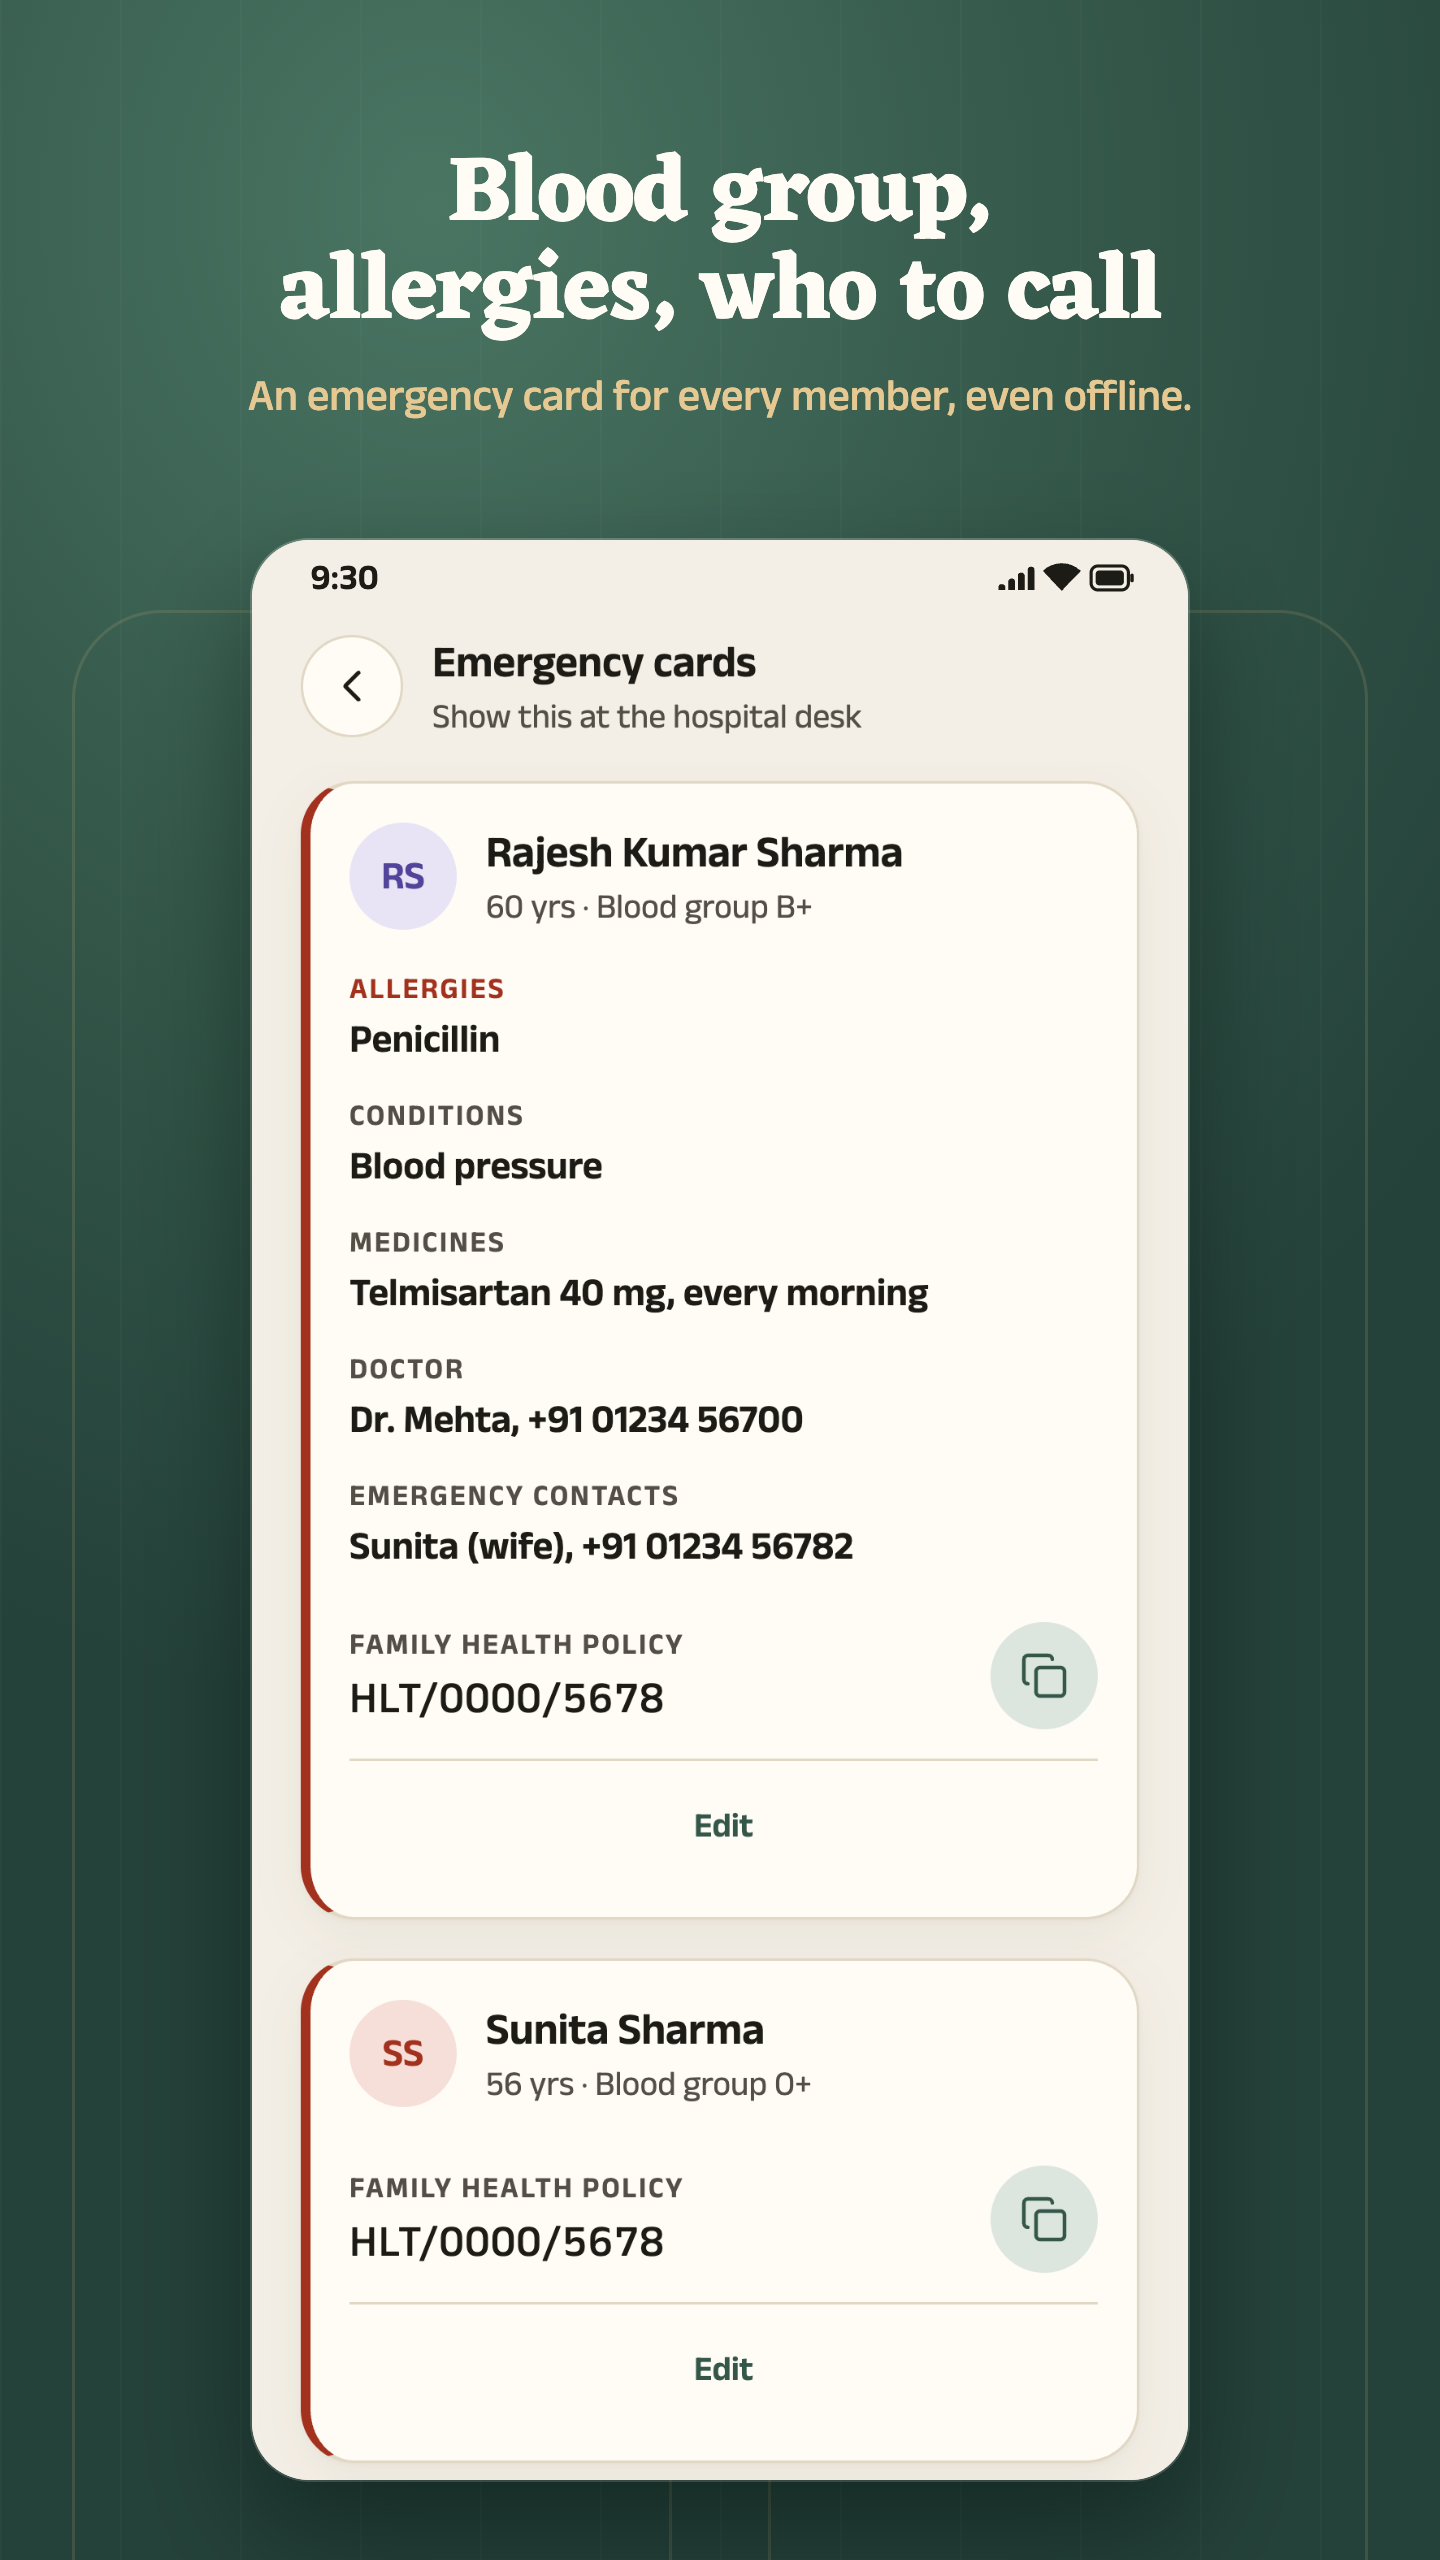 Blood group,
allergies, who to call
An emergency card for every member, even offline.
9:30
Emergency cards
Show this at the hospital desk
RS
Rajesh Kumar Sharma
60 yrs · Blood group B+
ALLERGIES
Penicillin
CONDITIONS
Blood pressure
MEDICINES
Telmisartan 40 mg, every morning
DOCTOR
Dr. Mehta, +91 01234 56700
EMERGENCY CONTACTS
Sunita (wife), +91 01234 56782
FAMILY HEALTH POLICY
HLT/0000/5678
Edit
SS
Sunita Sharma
56 yrs · Blood group O+
FAMILY HEALTH POLICY
HLT/0000/5678
Edit